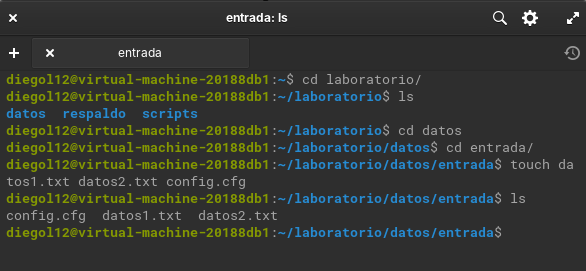 entrada: ls
entrada
diegol12@virtual-machine-20188db1:~$ cd laboratorio/
diegol12@virtual-machine-20188db1:~/laboratorio$ ls
datos  respaldo  scripts
diegol12@virtual-machine-20188db1:~/laboratorio$ cd datos
diegol12@virtual-machine-20188db1:~/laboratorio/datos$ cd entrada/
diegol12@virtual-machine-20188db1:~/laboratorio/datos/entrada$ touch da
tos1.txt datos2.txt config.cfg
diegol12@virtual-machine-20188db1:~/laboratorio/datos/entrada$ ls
config.cfg  datos1.txt  datos2.txt
diegol12@virtual-machine-20188db1:~/laboratorio/datos/entrada$